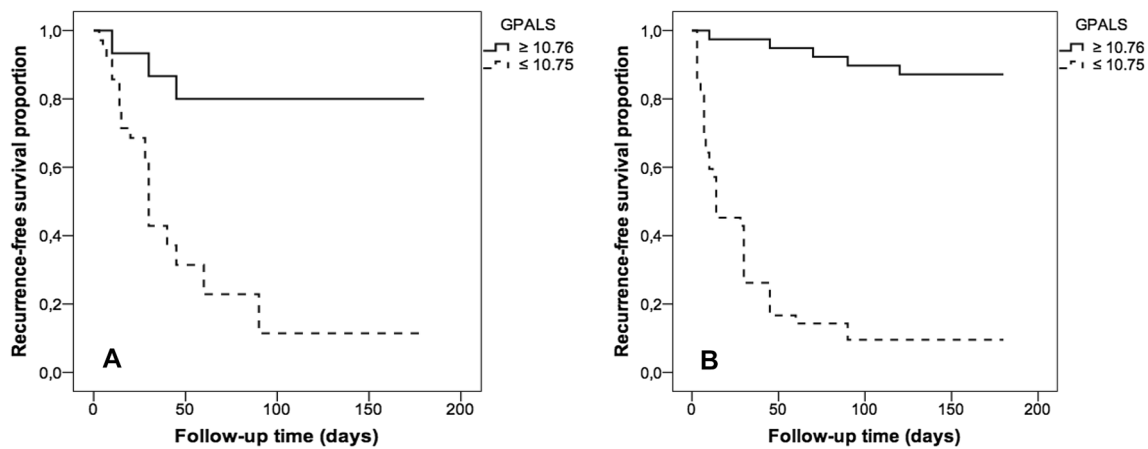 GPALS
≥ 10.76
≤ 10.75
Recurrence-free survival proportion
1,0
0,8
0,6
0,4
0,2
0,0
A
0 50 100 150 200
Follow-up time (days)
GPALS
≥ 10.76
≤ 10.75
Recurrence-free survival proportion
1,0
0,8
0,6
0,4
0,2
0,0
B
0 50 100 150 200
Follow-up time (days)